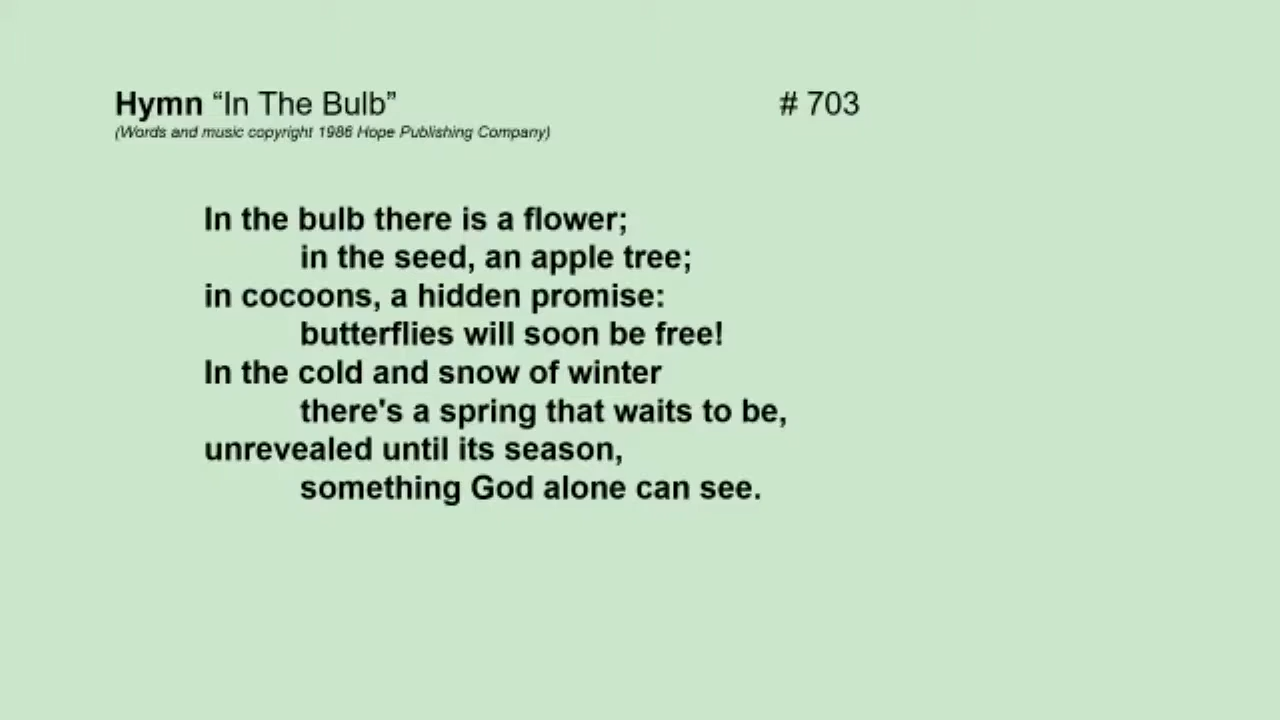 Hymn “In The Bulb” # 703
(Words and music copyright 1986 Hope Publishing Company)
In the bulb there is a flower;
in the seed, an apple tree;
in cocoons, a hidden promise:
butterflies will soon be free!
In the cold and snow of winter
there's a spring that waits to be,
unrevealed until its season,
something God alone can see.